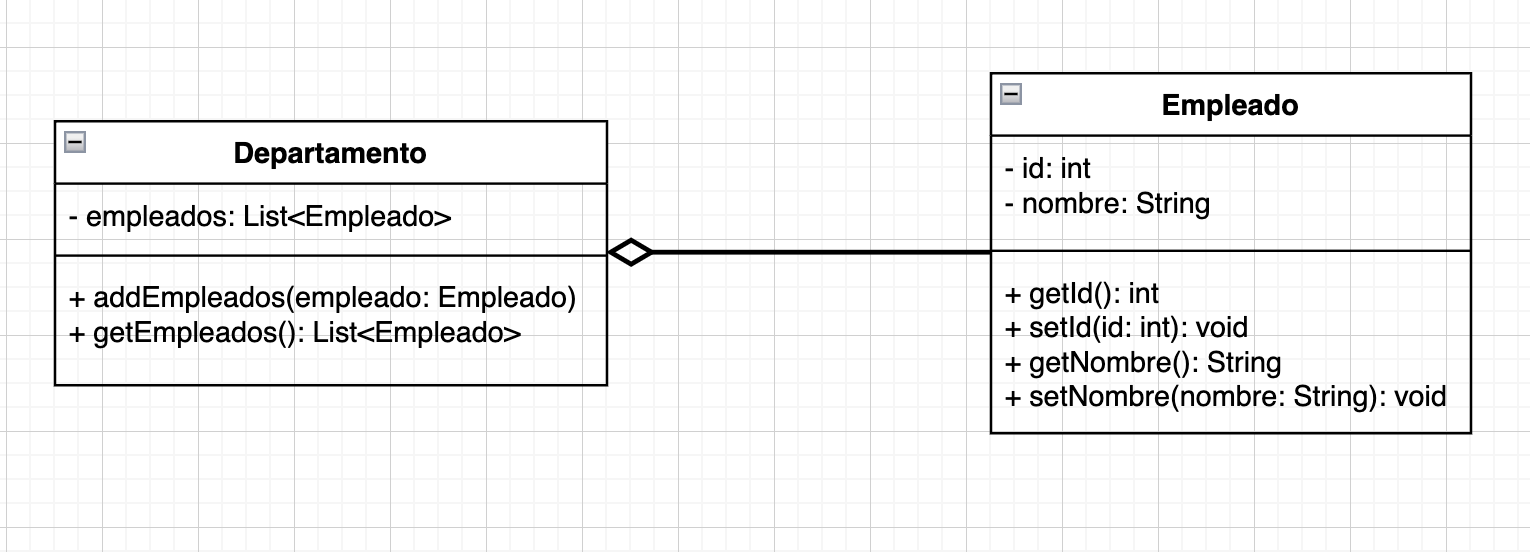 Departamento
- empleados: List<Empleado>
+ addEmpleados(empleado: Empleado)
+ getEmpleados(): List<Empleado>
Empleado
- id: int
- nombre: String
+ getId(): int
+ setId(id: int): void
+ getNombre(): String
+ setNombre(nombre: String): void